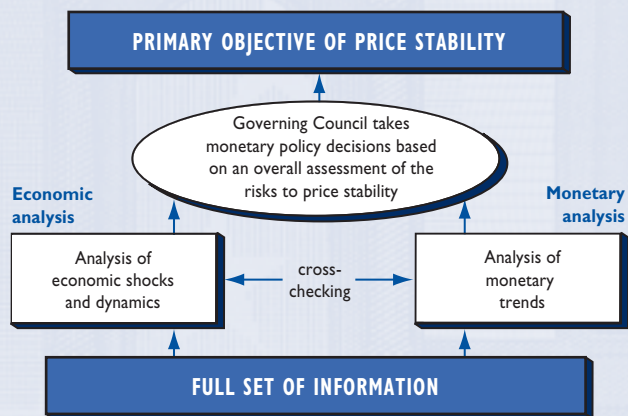 PRIMARY OBJECTIVE OF PRICE STABILITY
Governing Council takes
monetary policy decisions based
on an overall assessment of the
risks to price stability
Economic
analysis
Monetary
analysis
Analysis of
economic shocks
and dynamics
cross-
checking
Analysis of
monetary
trends
FULL SET OF INFORMATION